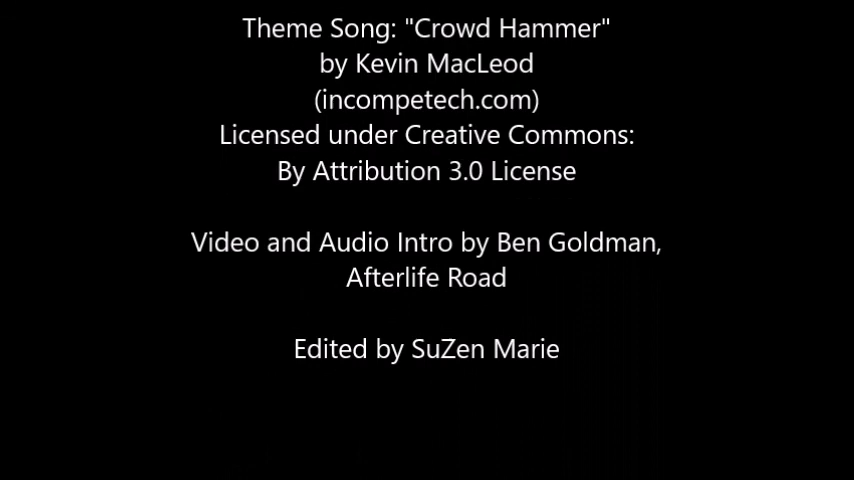 Theme Song: "Crowd Hammer"
by Kevin MacLeod
(incompetech.com)
Licensed under Creative Commons:
By Attribution 3.0 License
Video and Audio Intro by Ben Goldman,
Afterlife Road
Edited by SuZen Marie